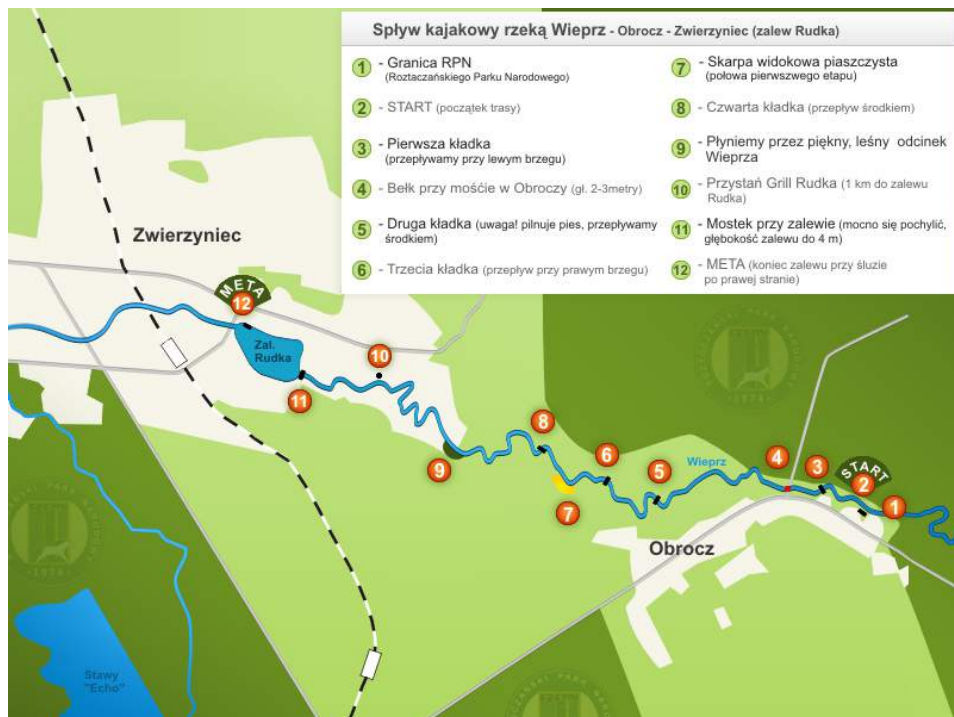 Spływ kajakowy rzeką Wieprz - Obrocz - Zwierzyniec (zalew Rudka)
1 - Granica RPN
(Roztaczańskiego Parku Narodowego)
2 - START (początek trasy)
3 - Pierwsza kładka
(przepływamy przy lewym brzegu)
4 - Bełk przy mośćie w Obroczy (gł. 2-3metry)
5 - Druga kładka (uwaga! pilnuje pies, przepływamy
środkiem)
6 - Trzecia kładka (przepływ przy prawym brzegu)
7 - Skarpa widokowa piaszczysta
(połowa pierwszwego etapu)
8 - Czwarta kładka (przepływ środkiem)
9 - Płyniemy przez piękny, leśny odcinek
Wieprza
10 - Przystań Grill Rudka (1 km do zalewu
Rudka)
11 - Mostek przy zalewie (mocno się pochylić,
głębokość zalewu do 4 m)
12 - META (koniec zalewu przy śluzie
po prawej stranie)
Zwierzyniec
META
12
Zal.
Rudka
10
11
9
8
7
6
5
Wieprz
4
3
START
2
1
Obrocz
Stawy
"Echo"